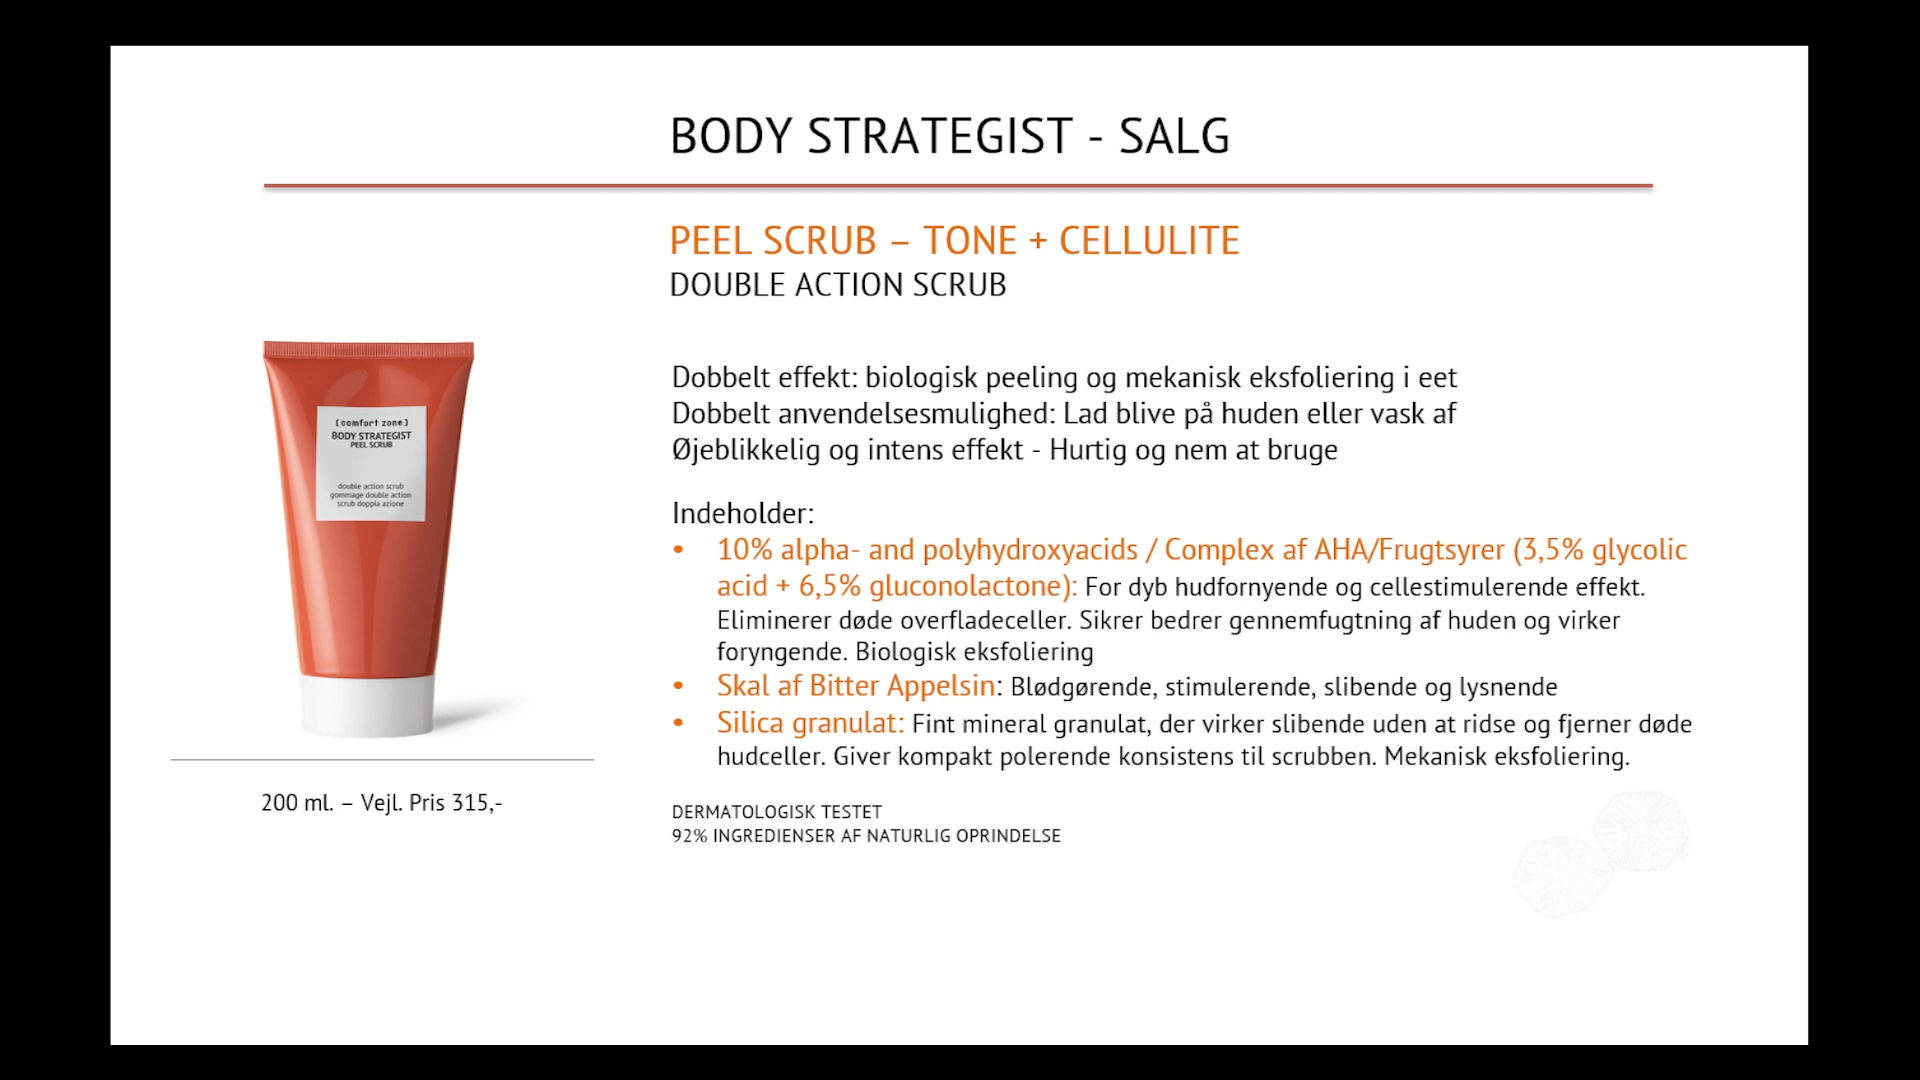 BODY STRATEGIST - SALG
PEEL SCRUB – TONE + CELLULITE
DOUBLE ACTION SCRUB
[ comfort zone ]
BODY STRATEGIST
PEEL SCRUB
double action scrub
gommage double action
scrub doppia azione
200 ml. – Vejl. Pris 315,-
Dobbelt effekt: biologisk peeling og mekanisk eksfoliering i eet
Dobbelt anvendelsesmulighed: Lad blive på huden eller vask af
Øjeblikkelig og intens effekt - Hurtig og nem at bruge
Indeholder:
• 10% alpha- and polyhydroxyacids / Complex af AHA/Frugtsyrer (3,5% glycolic
acid + 6,5% gluconolactone): For dyb hudfornyende og cellestimulerende effekt.
Eliminerer døde overfladeceller. Sikrer bedrer gennemfugtning af huden og virker
foryngende. Biologisk eksfoliering
• Skal af Bitter Appelsin: Blødgørende, stimulerende, slibende og lysnende
• Silica granulat: Fint mineral granulat, der virker slibende uden at ridse og fjerner døde
hudceller. Giver kompakt polerende konsistens til scrubben. Mekanisk eksfoliering.
DERMATOLOGISK TESTET
92% INGREDIENSER AF NATURLIG OPRINDELSE